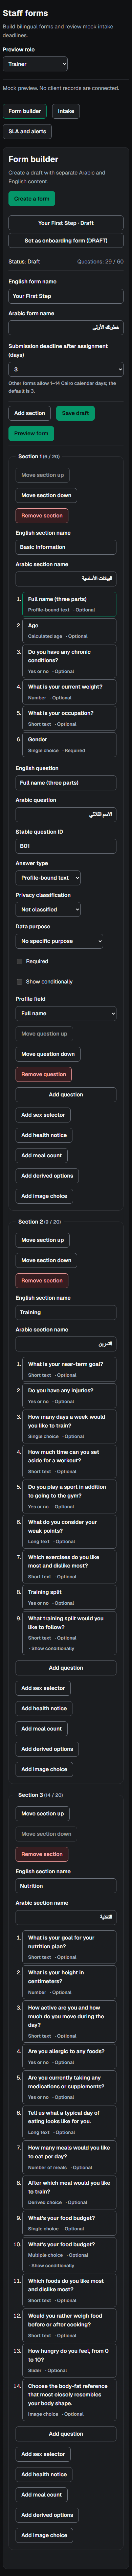 Staff forms
Build bilingual forms and review mock intake
deadlines.
Preview role
Trainer
Mock preview. No client records are connected.
Form builder
Intake
SLA and alerts
Form builder
Create a draft with separate Arabic and
English content.
Create a form
Your First Step · Draft
Set as onboarding form (DRAFT)
Status: Draft
Questions: 29 / 60
English form name
Your First Step
Arabic form name
خطوتك الأولى
Submission deadline after assignment
(days)
3
Other forms allow 1–14 Cairo calendar days; the
default is 3.
Add section
Save draft
Preview form
Section 1 (6 / 20)
Move section up
Move section down
Remove section
English section name
Basic Information
Arabic section name
البيانات الأساسية
1. Full name (three parts)
Profile-bound text · Optional
2. Age
Calculated age · Optional
3. Do you have any chronic
conditions?
Yes or no · Optional
4. What is your current weight?
Number · Optional
5. What is your occupation?
Short text · Optional
6. Gender
Single choice · Required
English question
Full name (three parts)
Arabic question
الاسم الثلاثي
Stable question ID
B01
Answer type
Profile-bound text
Privacy classification
Not classified
Data purpose
No specific purpose
Required
Show conditionally
Profile field
Full name
Move question up
Move question down
Remove question
Add question
Add sex selector
Add health notice
Add meal count
Add derived options
Add image choice
Section 2 (9 / 20)
Move section up
Move section down
Remove section
English section name
Training
Arabic section name
التمرين
1. What is your near-term goal?
Short text · Optional
2. Do you have any injuries?
Yes or no · Optional
3. How many days a week would
you like to train?
Single choice · Optional
4. How much time can you set
aside for a workout?
Short text · Optional
5. Do you play a sport in addition
to going to the gym?
Yes or no · Optional
6. What do you consider your
weak points?
Long text · Optional
7. Which exercises do you like
most and dislike most?
Short text · Optional
8. Training split
Yes or no · Optional
9. What training split would you
like to follow?
Short text · Optional
· Show conditionally
Add question
Add sex selector
Add health notice
Add meal count
Add derived options
Add image choice
Section 3 (14 / 20)
Move section up
Move section down
Remove section
English section name
Nutrition
Arabic section name
التغذية
1. What is your goal for your
nutrition plan?
Short text · Optional
2. What is your height in
centimeters?
Number · Optional
3. How active are you and how
much do you move during the
day?
Short text · Optional
4. Are you allergic to any foods?
Yes or no · Optional
5. Are you currently taking any
medications or supplements?
Yes or no · Optional
6. Tell us what a typical day of
eating looks like for you.
Long text · Optional
7. How many meals would you like
to eat per day?
Number of meals · Optional
8. After which meal would you like
to train?
Derived choice · Optional
9. What's your food budget?
Single choice · Optional
10. What's your food budget?
Multiple choice · Optional
· Show conditionally
11. Which foods do you like most
and dislike most?
Short text · Optional
12. Would you rather weigh food
before or after cooking?
Short text · Optional
13. How hungry do you feel, from 0
to 10?
Slider · Optional
14. Choose the body-fat reference
that most closely resembles
your body shape.
Image choice · Optional
Add question
Add sex selector
Add health notice
Add meal count
Add derived options
Add image choice